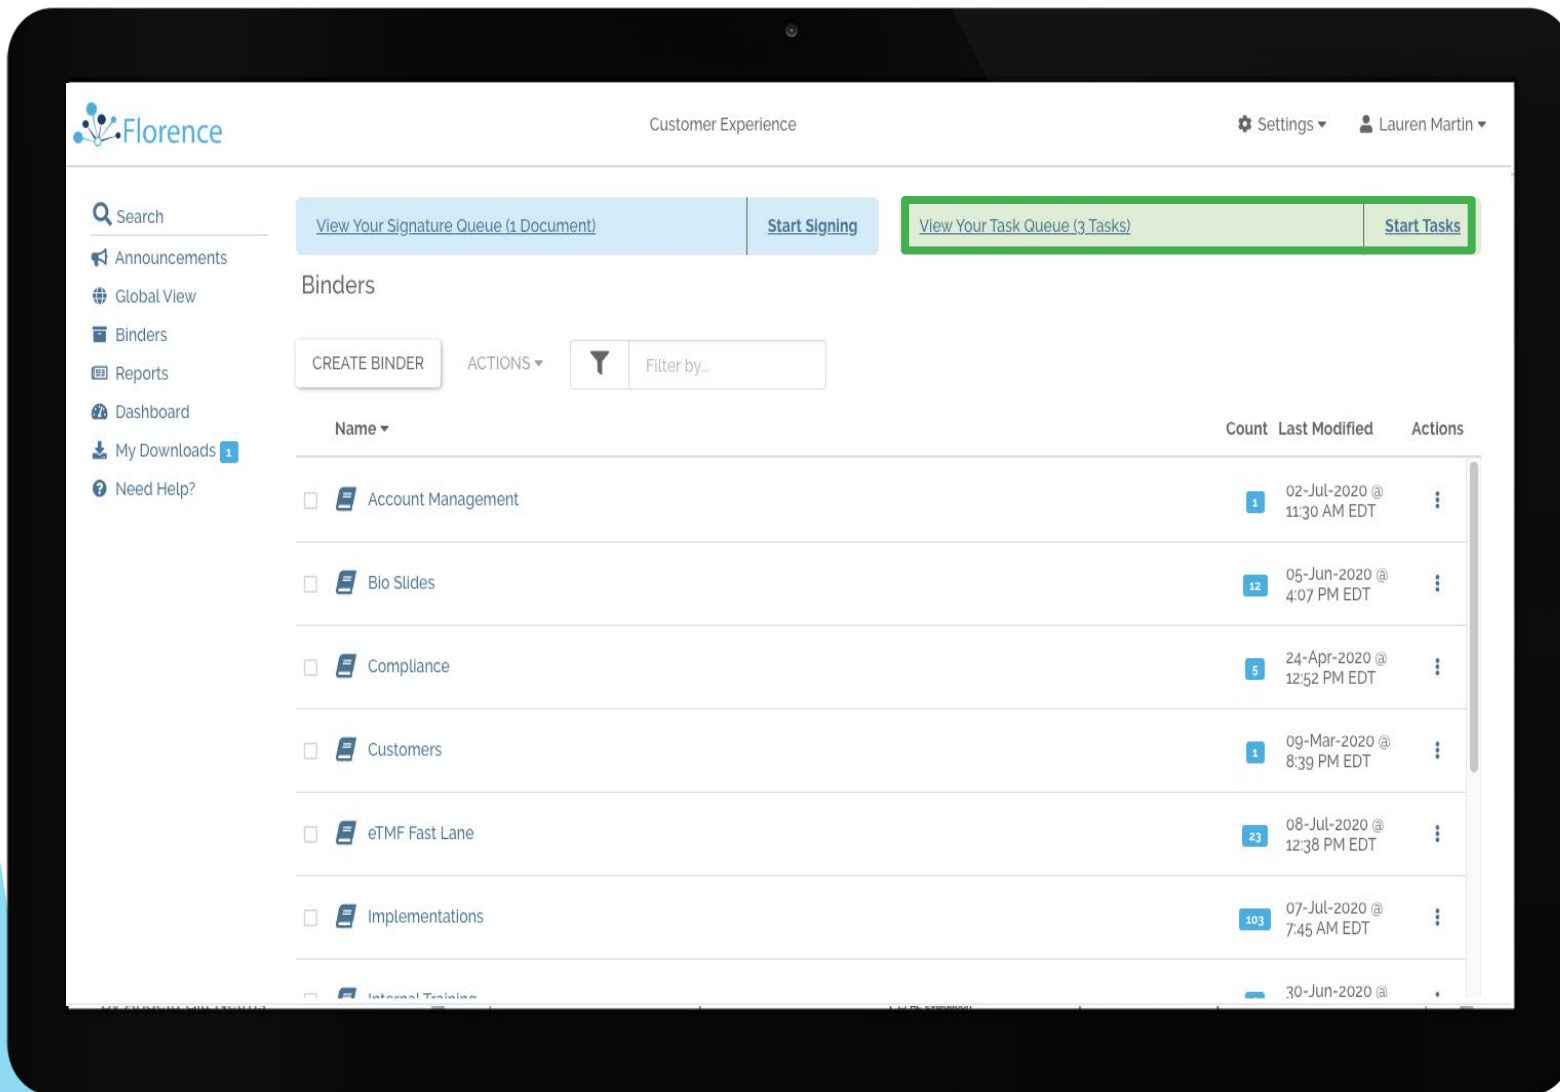 Florence
Customer Experience
Settings
Lauren Martin
Search
Announcements
Global View
Binders
Reports
Dashboard
My Downloads 1
Need Help?
View Your Signature Queue (1 Document)
Start Signing
View Your Task Queue (3 Tasks)
Start Tasks
Binders
CREATE BINDER
ACTIONS
Filter by...
Name
Count
Last Modified
Actions
Account Management
1
02-Jul-2020 @
11:30 AM EDT
Bio Slides
12
05-Jun-2020 @
4:07 PM EDT
Compliance
5
24-Apr-2020 @
12:52 PM EDT
Customers
1
09-Mar-2020 @
8:39 PM EDT
eTMF Fast Lane
23
08-Jul-2020 @
12:38 PM EDT
Implementations
103
07-Jul-2020 @
7:45 AM EDT
Internal Training
30-Jun-2020 @